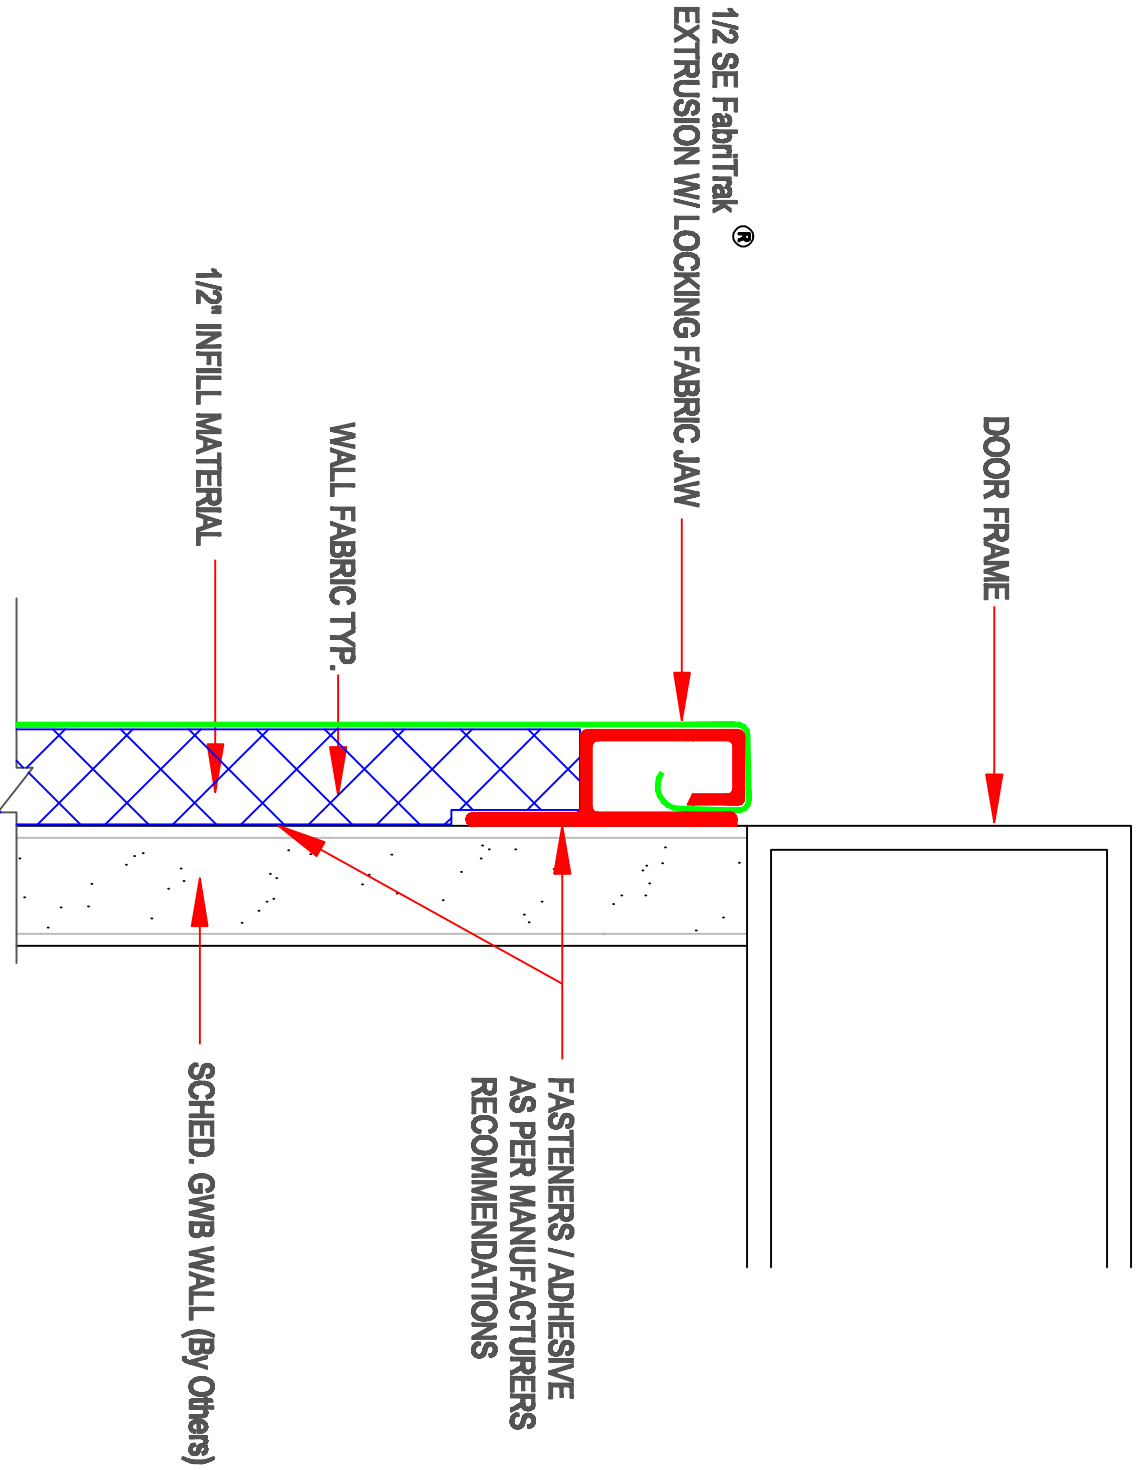 DOOR FRAME
1/2 SE FabriTrak ®
EXTRUSION W/ LOCKING FABRIC JAW
WALL FABRIC TYP.
1/2" INFILL MATERIAL
FASTENERS / ADHESIVE
AS PER MANUFACTURERS
RECOMMENDATIONS
SCHED. GWB WALL (By Others)